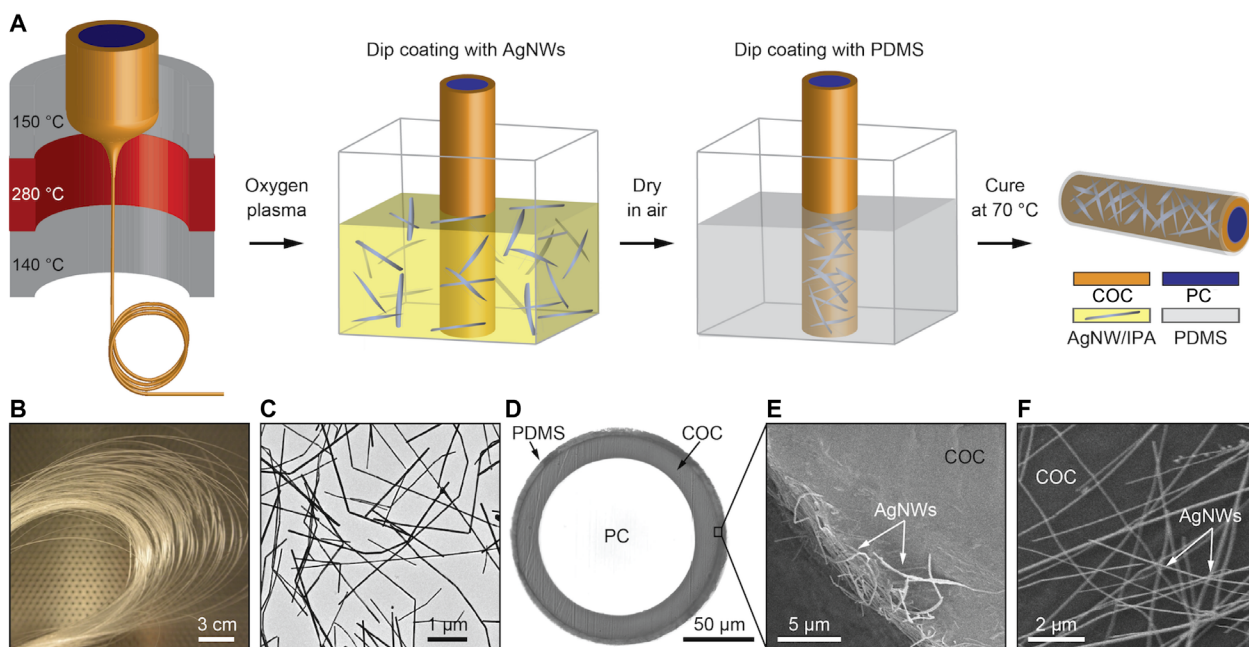 A
150 °C
280 °C
140 °C
Oxygen
plasma
Dip coating with AgNWs
Dry
in air
Dip coating with PDMS
Cure
at 70 °C
COC
PC
AgNW/IPA
PDMS
B
3 cm
C
1 μm
D
PDMS
COC
PC
50 μm
E
COC
AgNWs
5 μm
F
COC
AgNWs
2 μm